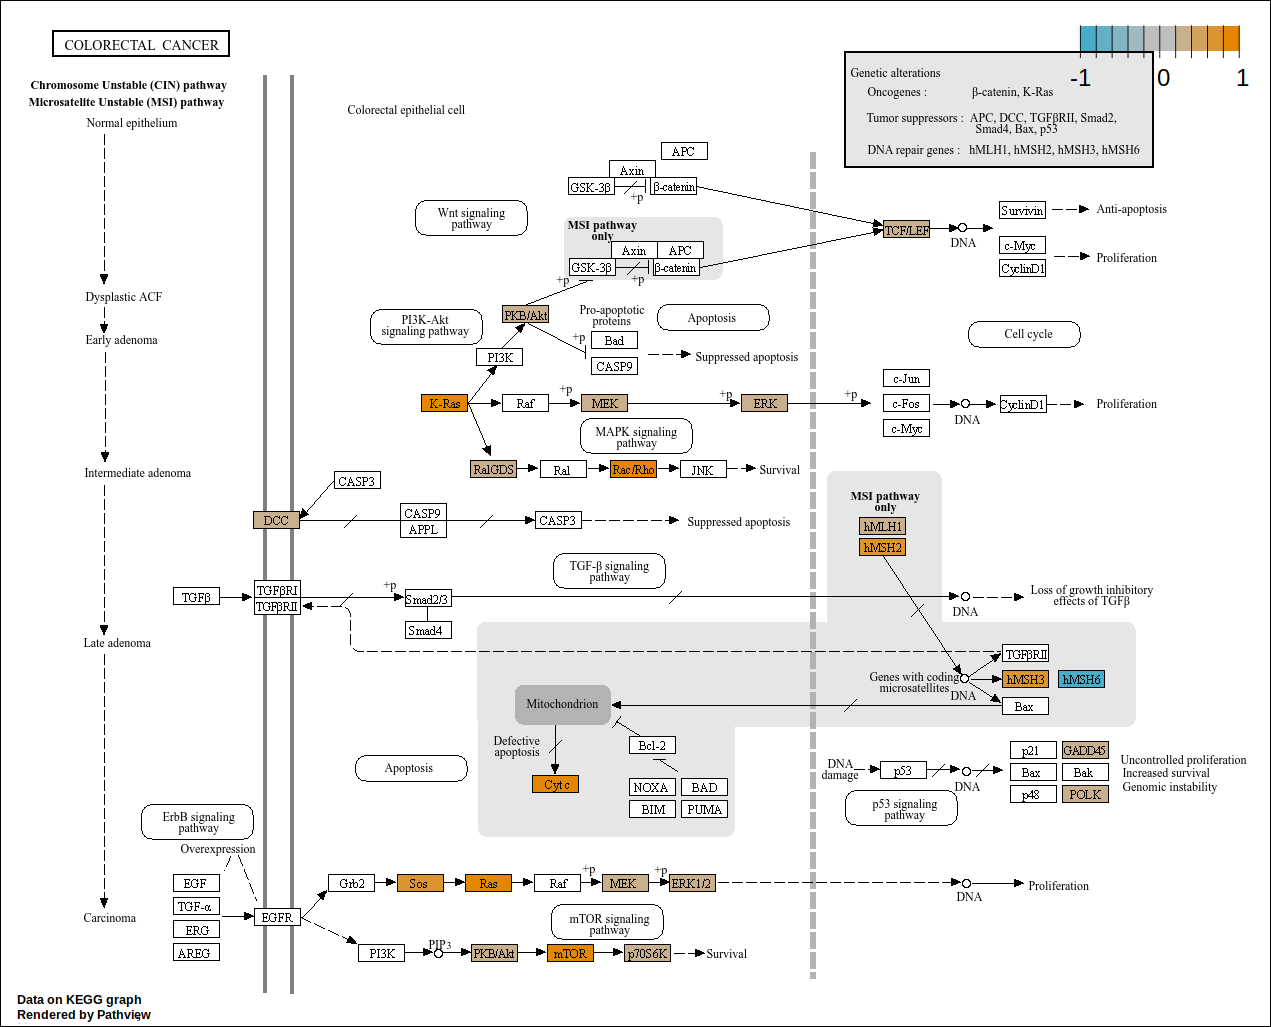 COLORECTAL CANCER
-1 0 1
Chromosome Unstable (CIN) pathway
Microsatelite Unstable (MSI) pathway
Genetic alterations
Oncogenes : β-catenin, K-Ras
Tumor suppressors : APC, DCC, TGFβRII, Smad2,
Smad4, Bax, p53
DNA repair genes : hMLH1, hMSH2, hMSH3, hMSH6
Normal epithelium
Colorectal epithelial cell
APC
Axin
GSK-3β
β-catenin
+p
Wnt signaling
pathway
MSI pathway
only
Axin
APC
GSK-3β
β-catenin
+p
+p
TCF/LEF
DNA
Survivin
Anti-apoptosis
c-Myc
CyclinD1
Proliferation
Dysplastic ACF
Early adenoma
PI3K-Akt
signaling pathway
PKB/Akt
Pro-apoptotic
proteins
Apoptosis
+p
Bad
CASP9
Suppressed apoptosis
PI3K
Cell cycle
K-Ras
Raf
+p
MEK
+p
ERK
+p
c-Jun
c-Fos
c-Myc
DNA
CyclinD1
Proliferation
MAPK signaling
pathway
RalGDS
Ral
Rac/Rho
JNK
Survival
Intermediate adenoma
CASP3
DCC
CASP9
APPL
CASP3
Suppressed apoptosis
MSI pathway
only
hMLH1
hMSH2
TGF-β signaling
pathway
TGFβ
TGFβRI
TGFβRII
+p
Smad2/3
Smad4
DNA
Loss of growth inhibitory
effects of TGFβ
Late adenoma
TGFβRII
Genes with coding
microsatellites
DNA
hMSH3
hMSH6
Bax
Mitochondrion
Defective
apoptosis
Bcl-2
Cyt c
NOXA
BAD
BIM
PUMA
Apoptosis
DNA
damage
p53
DNA
p21
GADD45
Bax
Bak
p48
POLK
Uncontrolled proliferation
Increased survival
Genomic instability
p53 signaling
pathway
ErbB signaling
pathway
Overexpression
EGF
TGF-α
ERG
AREG
EGFR
Grb2
Sos
Ras
Raf
+p
MEK
+p
ERK1/2
DNA
Proliferation
Carcinoma
mTOR signaling
pathway
PI3K
PIP3
PKB/Akt
mTOR
p70S6K
Survival
Data on KEGG graph
Rendered by Pathview